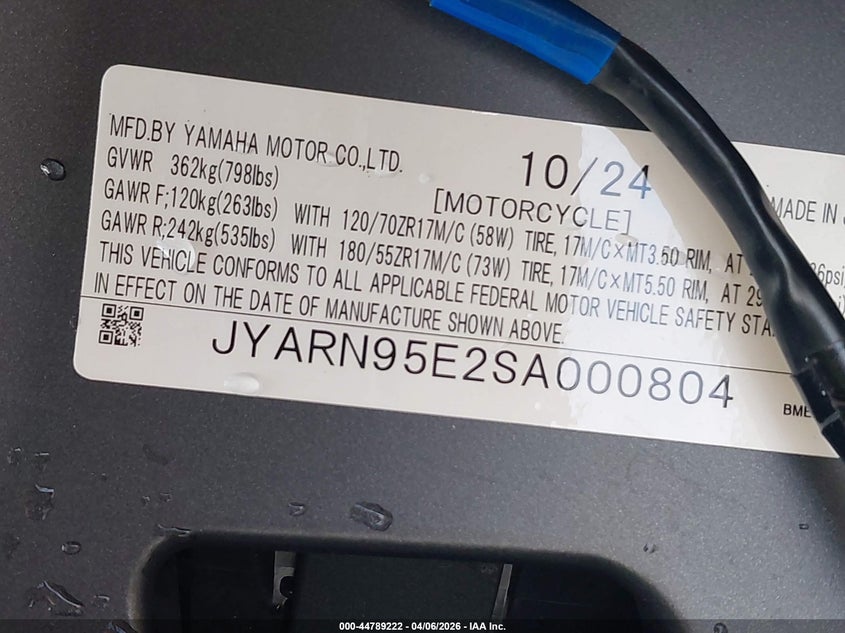 MFD.BY YAMAHA MOTOR CO.,LTD. 10/24
GVWR 362kg(798lbs) [MOTORCYCLE] MADE IN
GAWR F;120kg(263lbs) WITH 120/70ZR17M/C (58W) TIRE, 17M/C×MT3.50 RIM, AT
GAWR R;242kg(535lbs) WITH 180/55ZR17M/C (73W) TIRE, 17M/C×MT5.50 RIM, AT 29
THIS VEHICLE CONFORMS TO ALL APPLICABLE FEDERAL MOTOR VEHICLE SAFETY
IN EFFECT ON THE DATE OF MANUFACTURE SHOWN ABOVE.
JYARN95E2SA000804
000-44789222 - 04/06/2026 - IAA Inc.